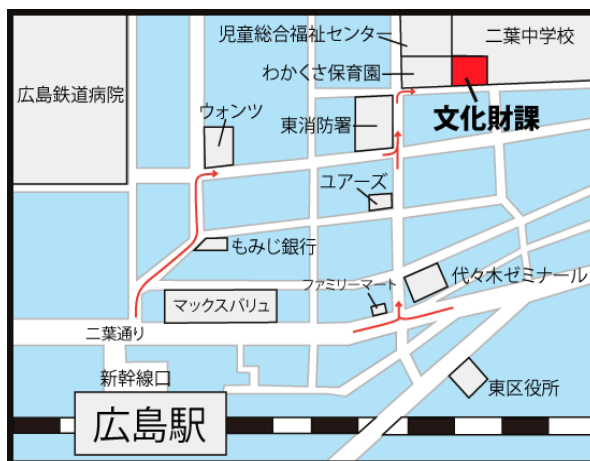 児童総合福祉センタ
二葉中学校
わかくさ保育園
広島鉄道病院
ウォンツ
東消防署
文化財課
ユアーズ
もみじ銀行
代々木ゼミナール
ファミリーマート
マックスバリュ
二葉通り
新幹線口
東区役所
広島駅